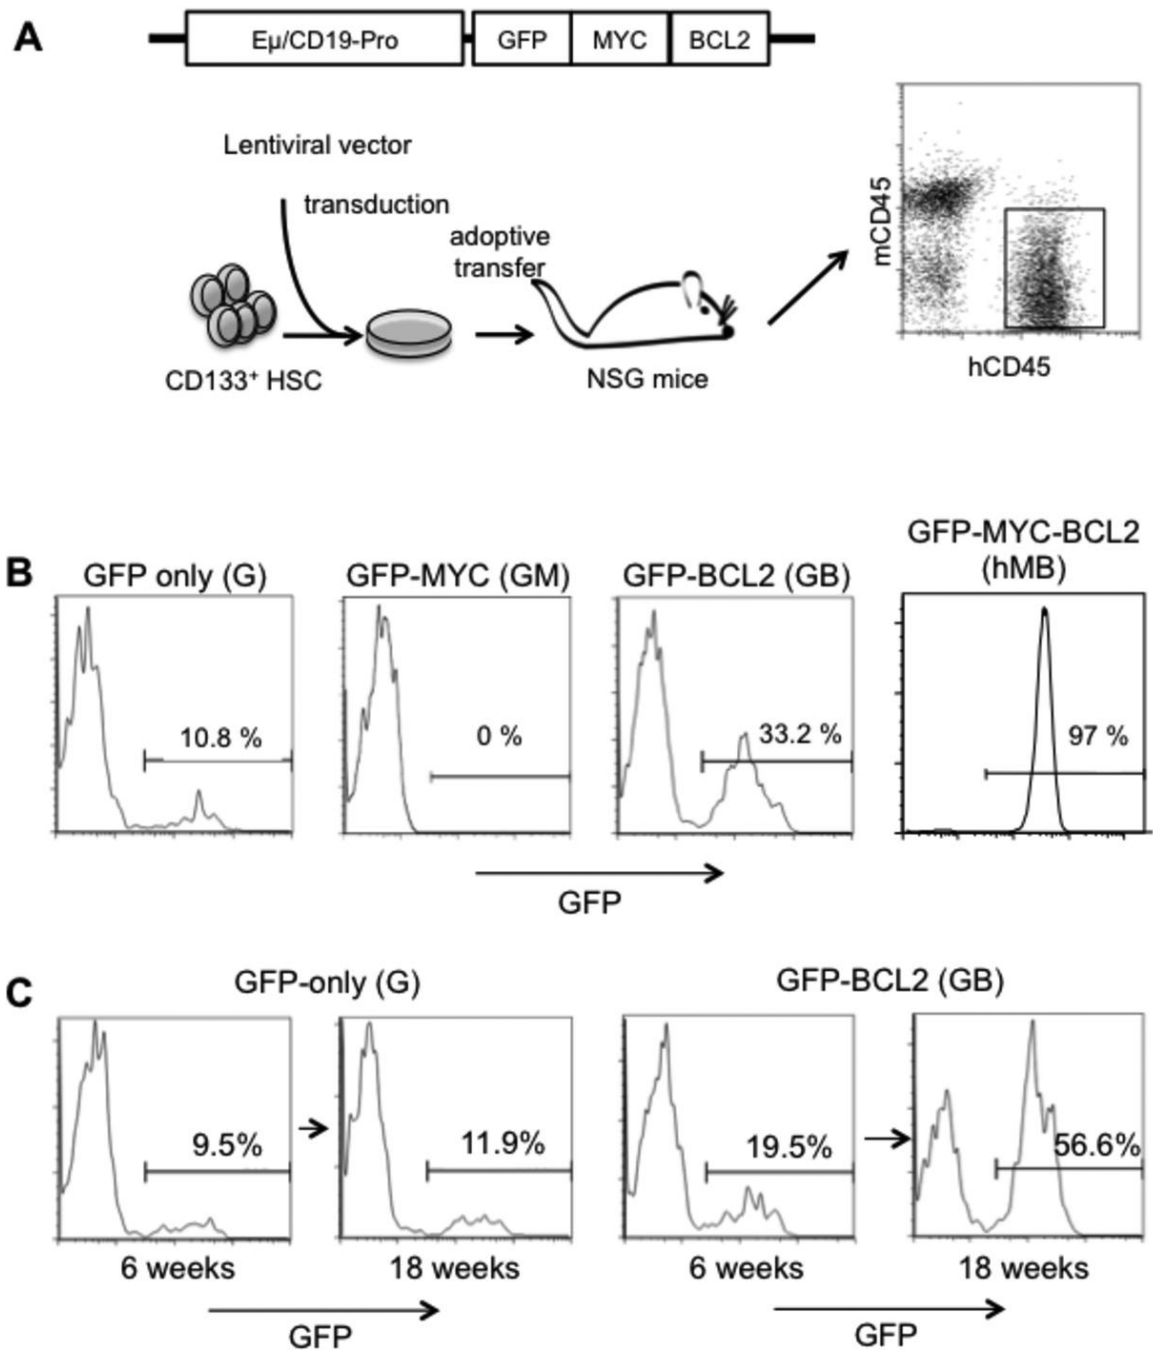 A
Eµ/CD19-Pro GFP MYC BCL2
Lentiviral vector
transduction
adoptive
transfer
CD133⁺ HSC
NSG mice
mCD45
hCD45
B
GFP only (G)
GFP-MYC (GM)
GFP-BCL2 (GB)
GFP-MYC-BCL2
(hMB)
10.8 %
0 %
33.2 %
97 %
GFP
C
GFP-only (G)
GFP-BCL2 (GB)
9.5%
11.9%
19.5%
56.6%
6 weeks
18 weeks
6 weeks
18 weeks
GFP
GFP